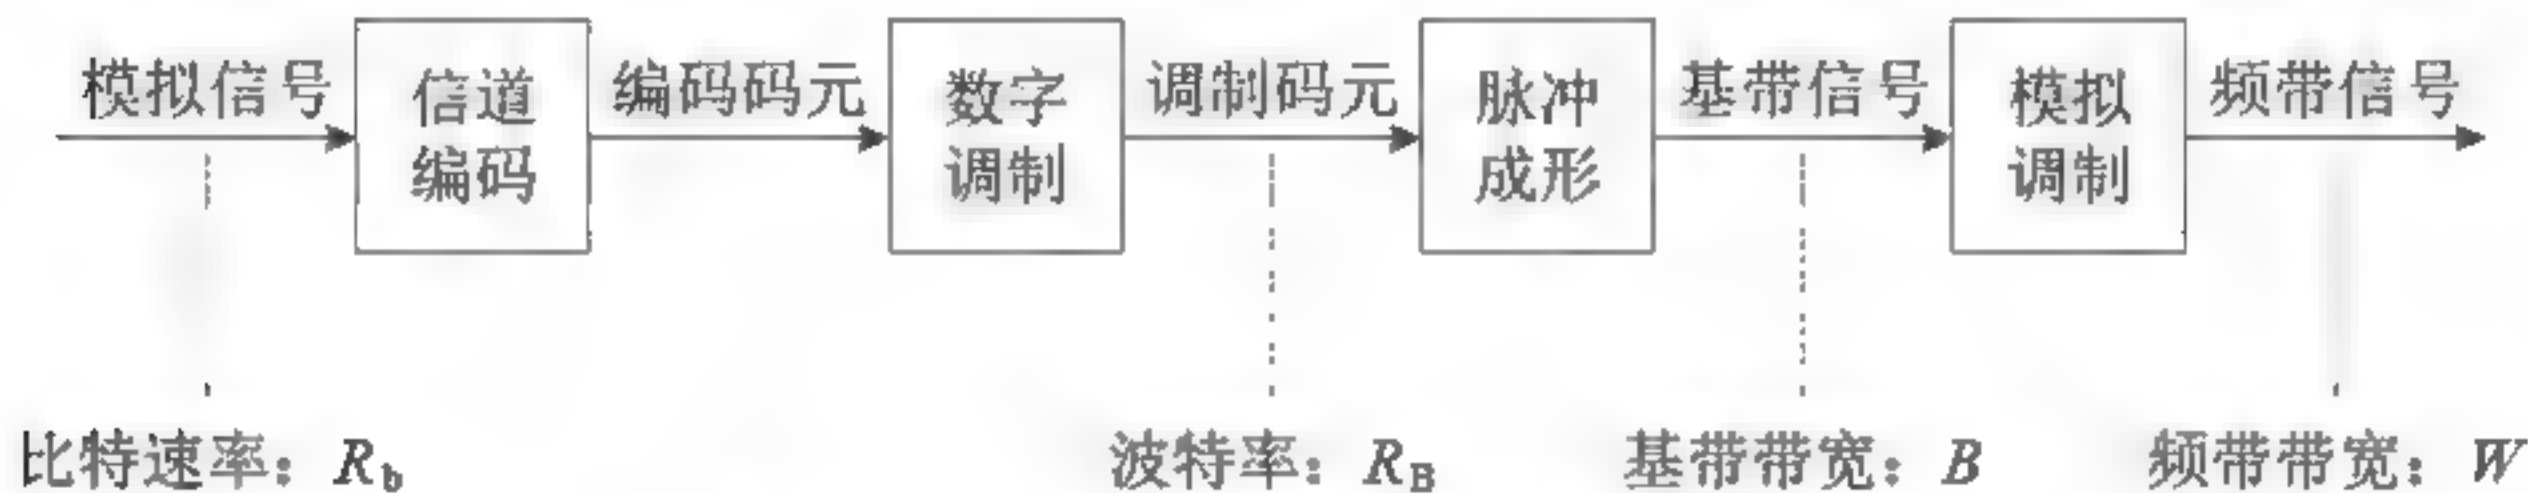 模拟信号
信道
编码
编码码元
数字
调制
调制码元
脉冲
成形
基带信号
模拟
调制
频带信号
比特速率：R_b
波特率：R_B
基带带宽：B
频带带宽：W